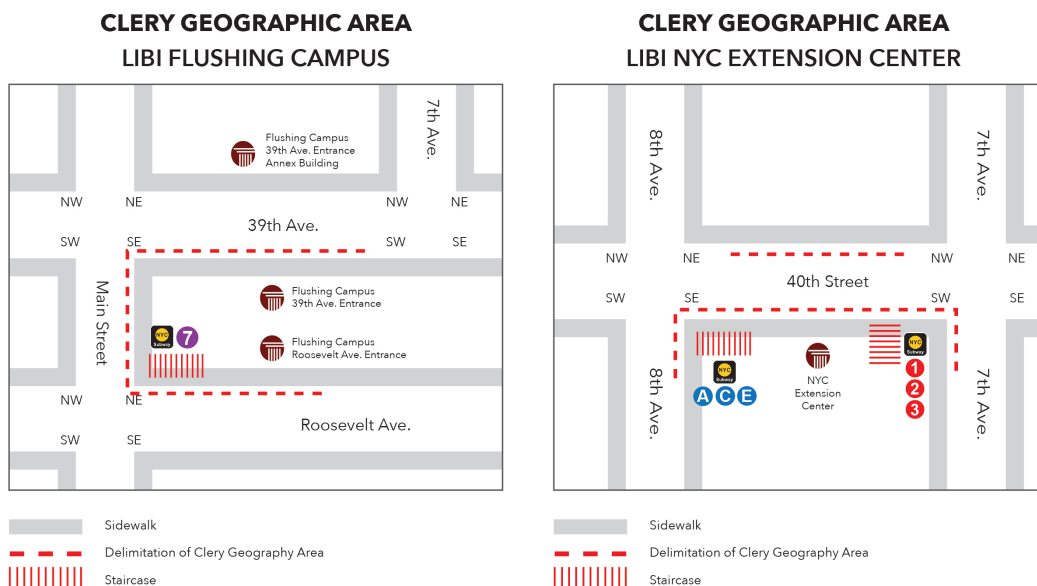 CLERY GEOGRAPHIC AREA
LIBI FLUSHING CAMPUS
7th Ave.
Flushing Campus
39th Ave. Entrance
Annex Building
NW
NE
NW
NE
39th Ave.
SW
SE
SW
SE
Main Street
Flushing Campus
39th Ave. Entrance
NYC
Subway
7
Flushing Campus
Roosevelt Ave. Entrance
NW
NE
Roosevelt Ave.
SW
SE
Sidewalk
Delimitation of Clery Geography Area
Staircase
CLERY GEOGRAPHIC AREA
LIBI NYC EXTENSION CENTER
8th Ave.
7th Ave.
NW
NE
NW
NE
40th Street
SW
SE
SW
SE
NYC
Subway
A C E
NYC
Extension
Center
NYC
Subway
1
2
3
8th Ave.
7th Ave.
Sidewalk
Delimitation of Clery Geography Area
Staircase